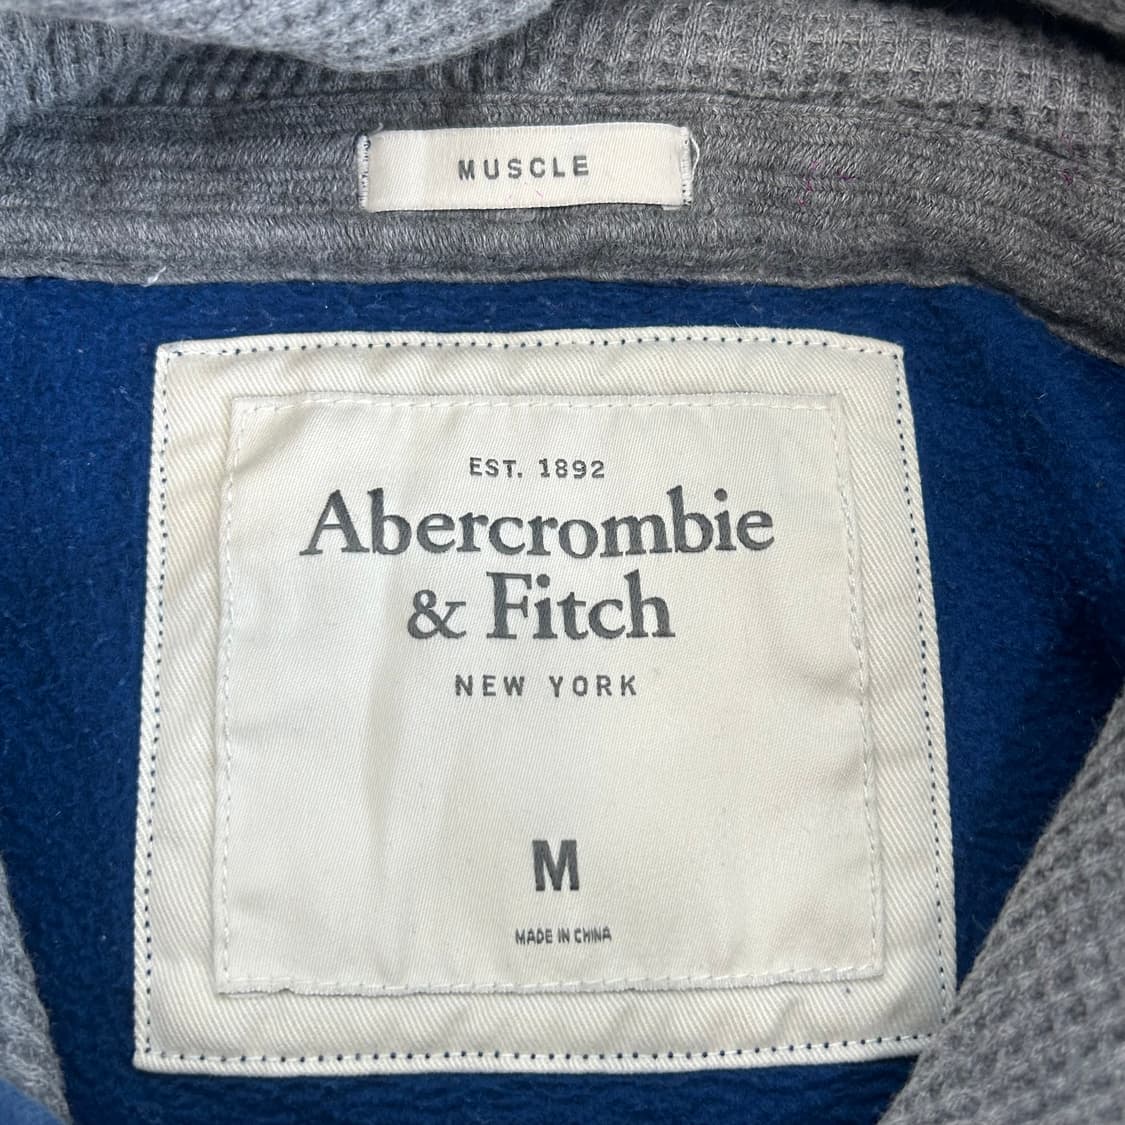 MUSCLE
EST. 1892
Abercrombie
& Fitch
NEW YORK
M
MADE IN CHINA